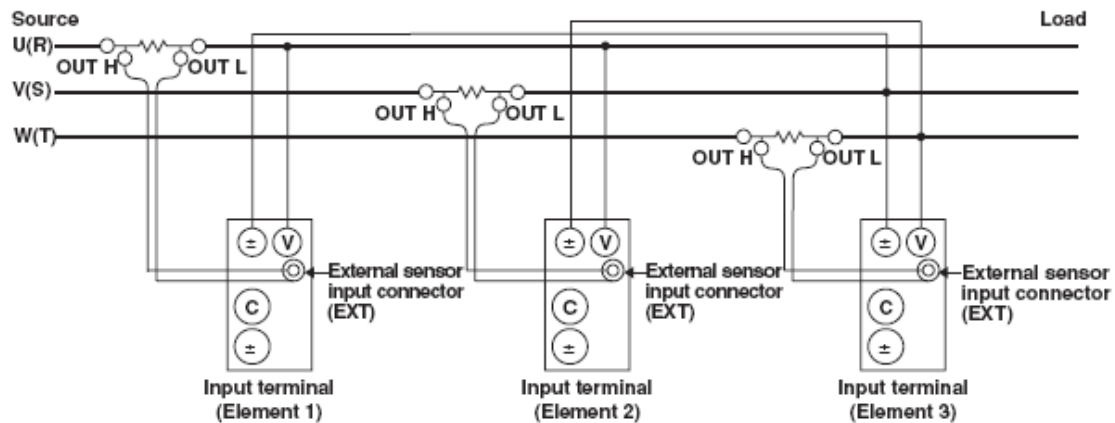 Source
Load
U(R)
OUT H
OUT L
V(S)
OUT H
OUT L
W(T)
OUT H
OUT L
± V
External sensor
input connector
(EXT)
C
±
Input terminal
(Element 1)
± V
External sensor
input connector
(EXT)
C
±
Input terminal
(Element 2)
± V
External sensor
input connector
(EXT)
C
±
Input terminal
(Element 3)